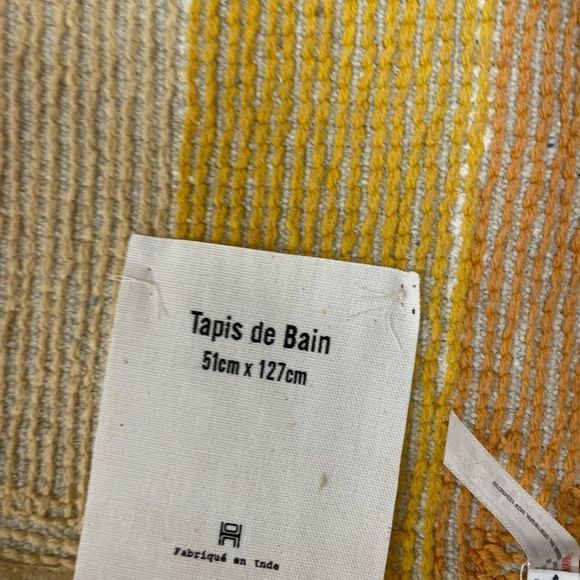 Tapis de Bain
51cm x 127cm
Fabriqué en Inde